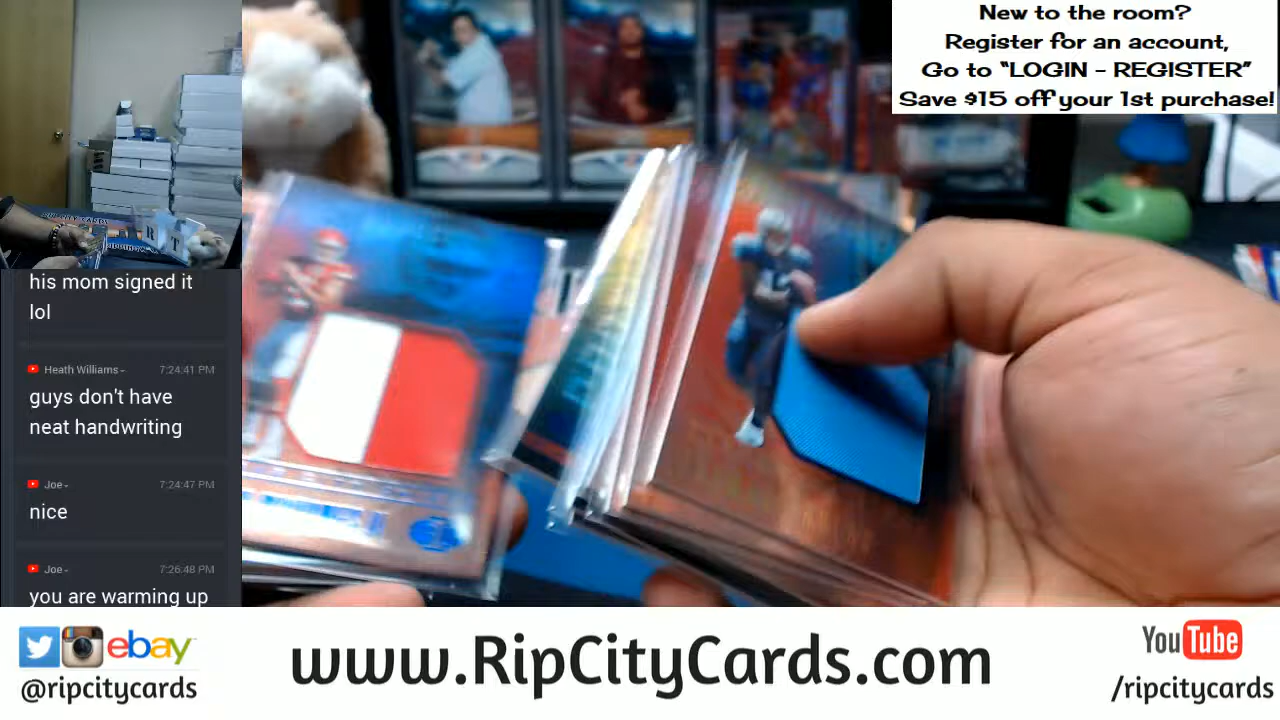 New to the room?
Register for an account,
Go to “LOGIN - REGISTER”
Save $15 off your 1st purchase!
his mom signed it
lol
Heath Williams-
7:24:41 PM
guys don't have
neat handwriting
Joe-
7:24:47 PM
nice
Joe-
7:26:48 PM
you are warming up
ebay
@ripcitycards
www.RipCityCards.com
YouTube
/ripcitycards